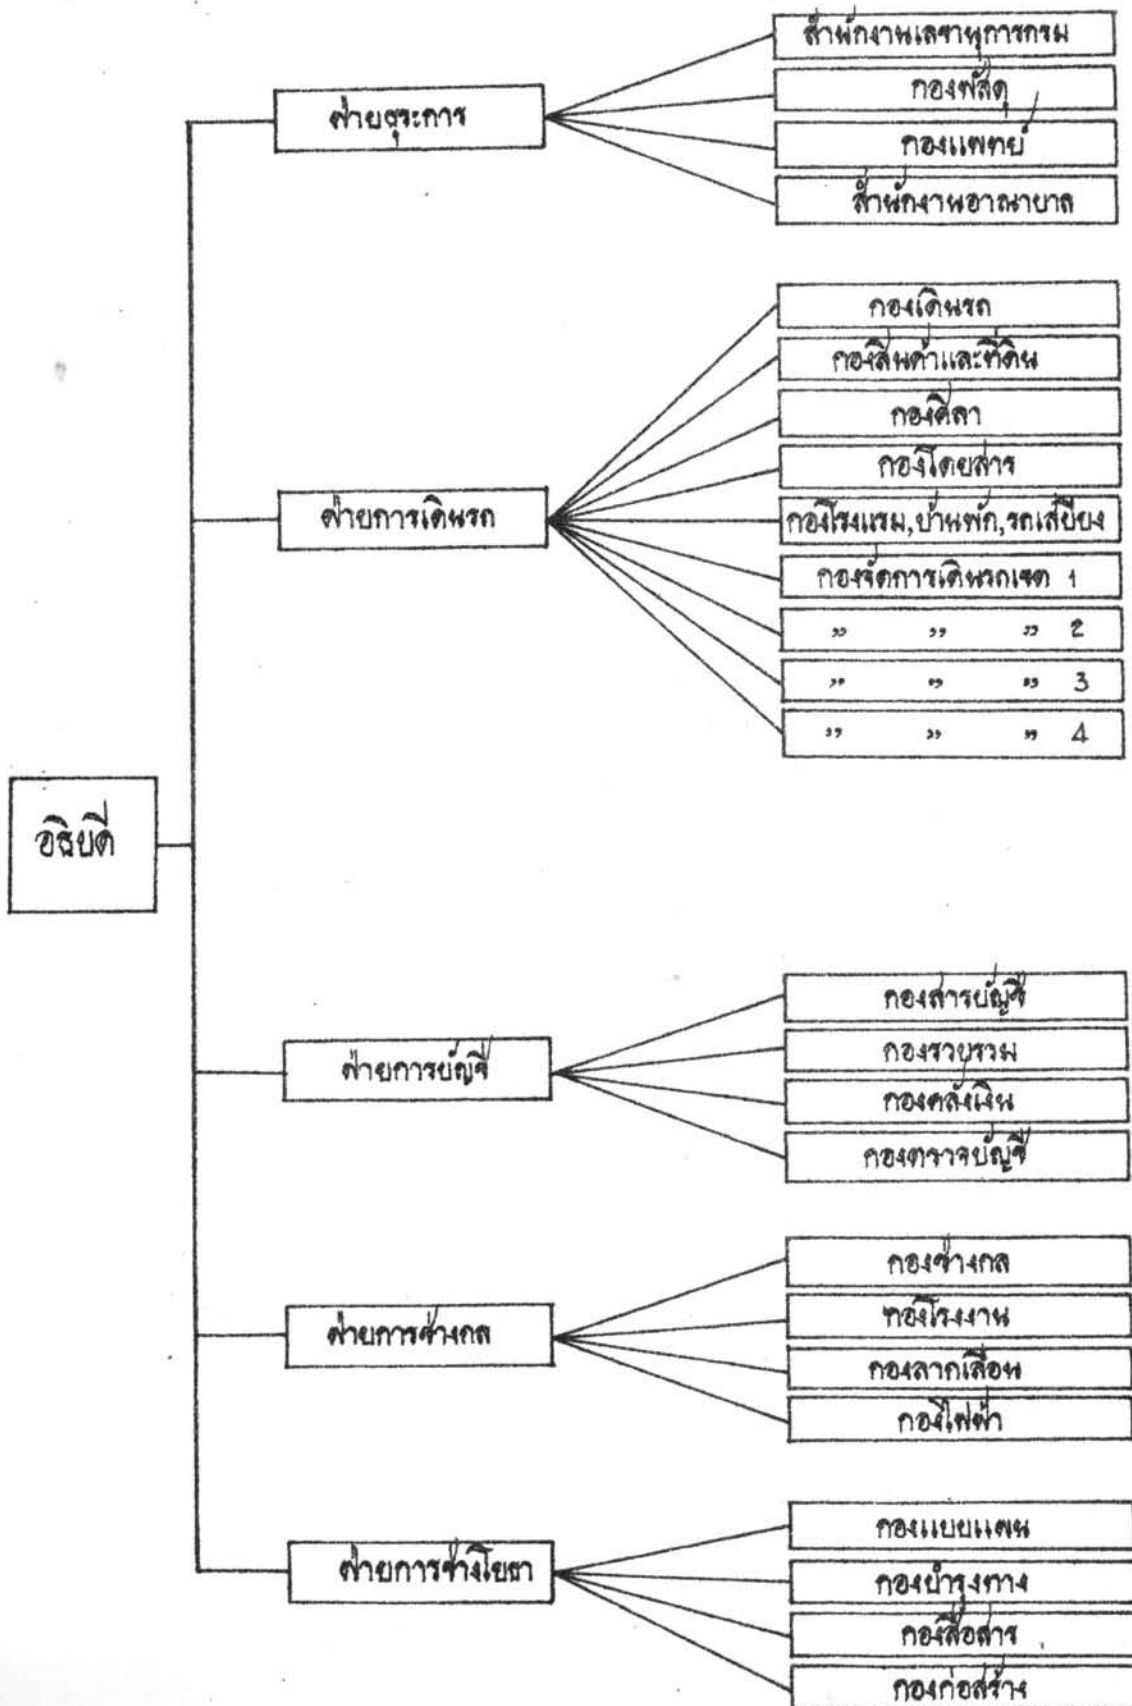 สำนักงานเลขานุการกรม
กองพัสดุ
ฝ่ายธุระการ
กองแพทย์
สำนักงานอาณาบาล
กองเดินรถ
กองสินค้าและที่ดิน
กองศิลา
กองโดยสาร
ฝ่ายการเดินรถ
กองโรงแรม,บ้านพัก,รถเสบียง
กองจัดการเดินรถเขต 1
„ „ „ 2
„ „ „ 3
„ „ „ 4
อธิบดี
กองสารบัญชี
กองรวบรวม
ฝ่ายการบัญชี
กองคลังเงิน
กองตรวจบัญชี
กองช่างกล
กองโรงงาน
ฝ่ายการช่างกล
กองลากเลื่อน
กองไฟฟ้า
กองแบบแผน
ฝ่ายการช่างโยธา
กองบำรุงทาง
กองสื่อสาร
กองก่อสร้าง